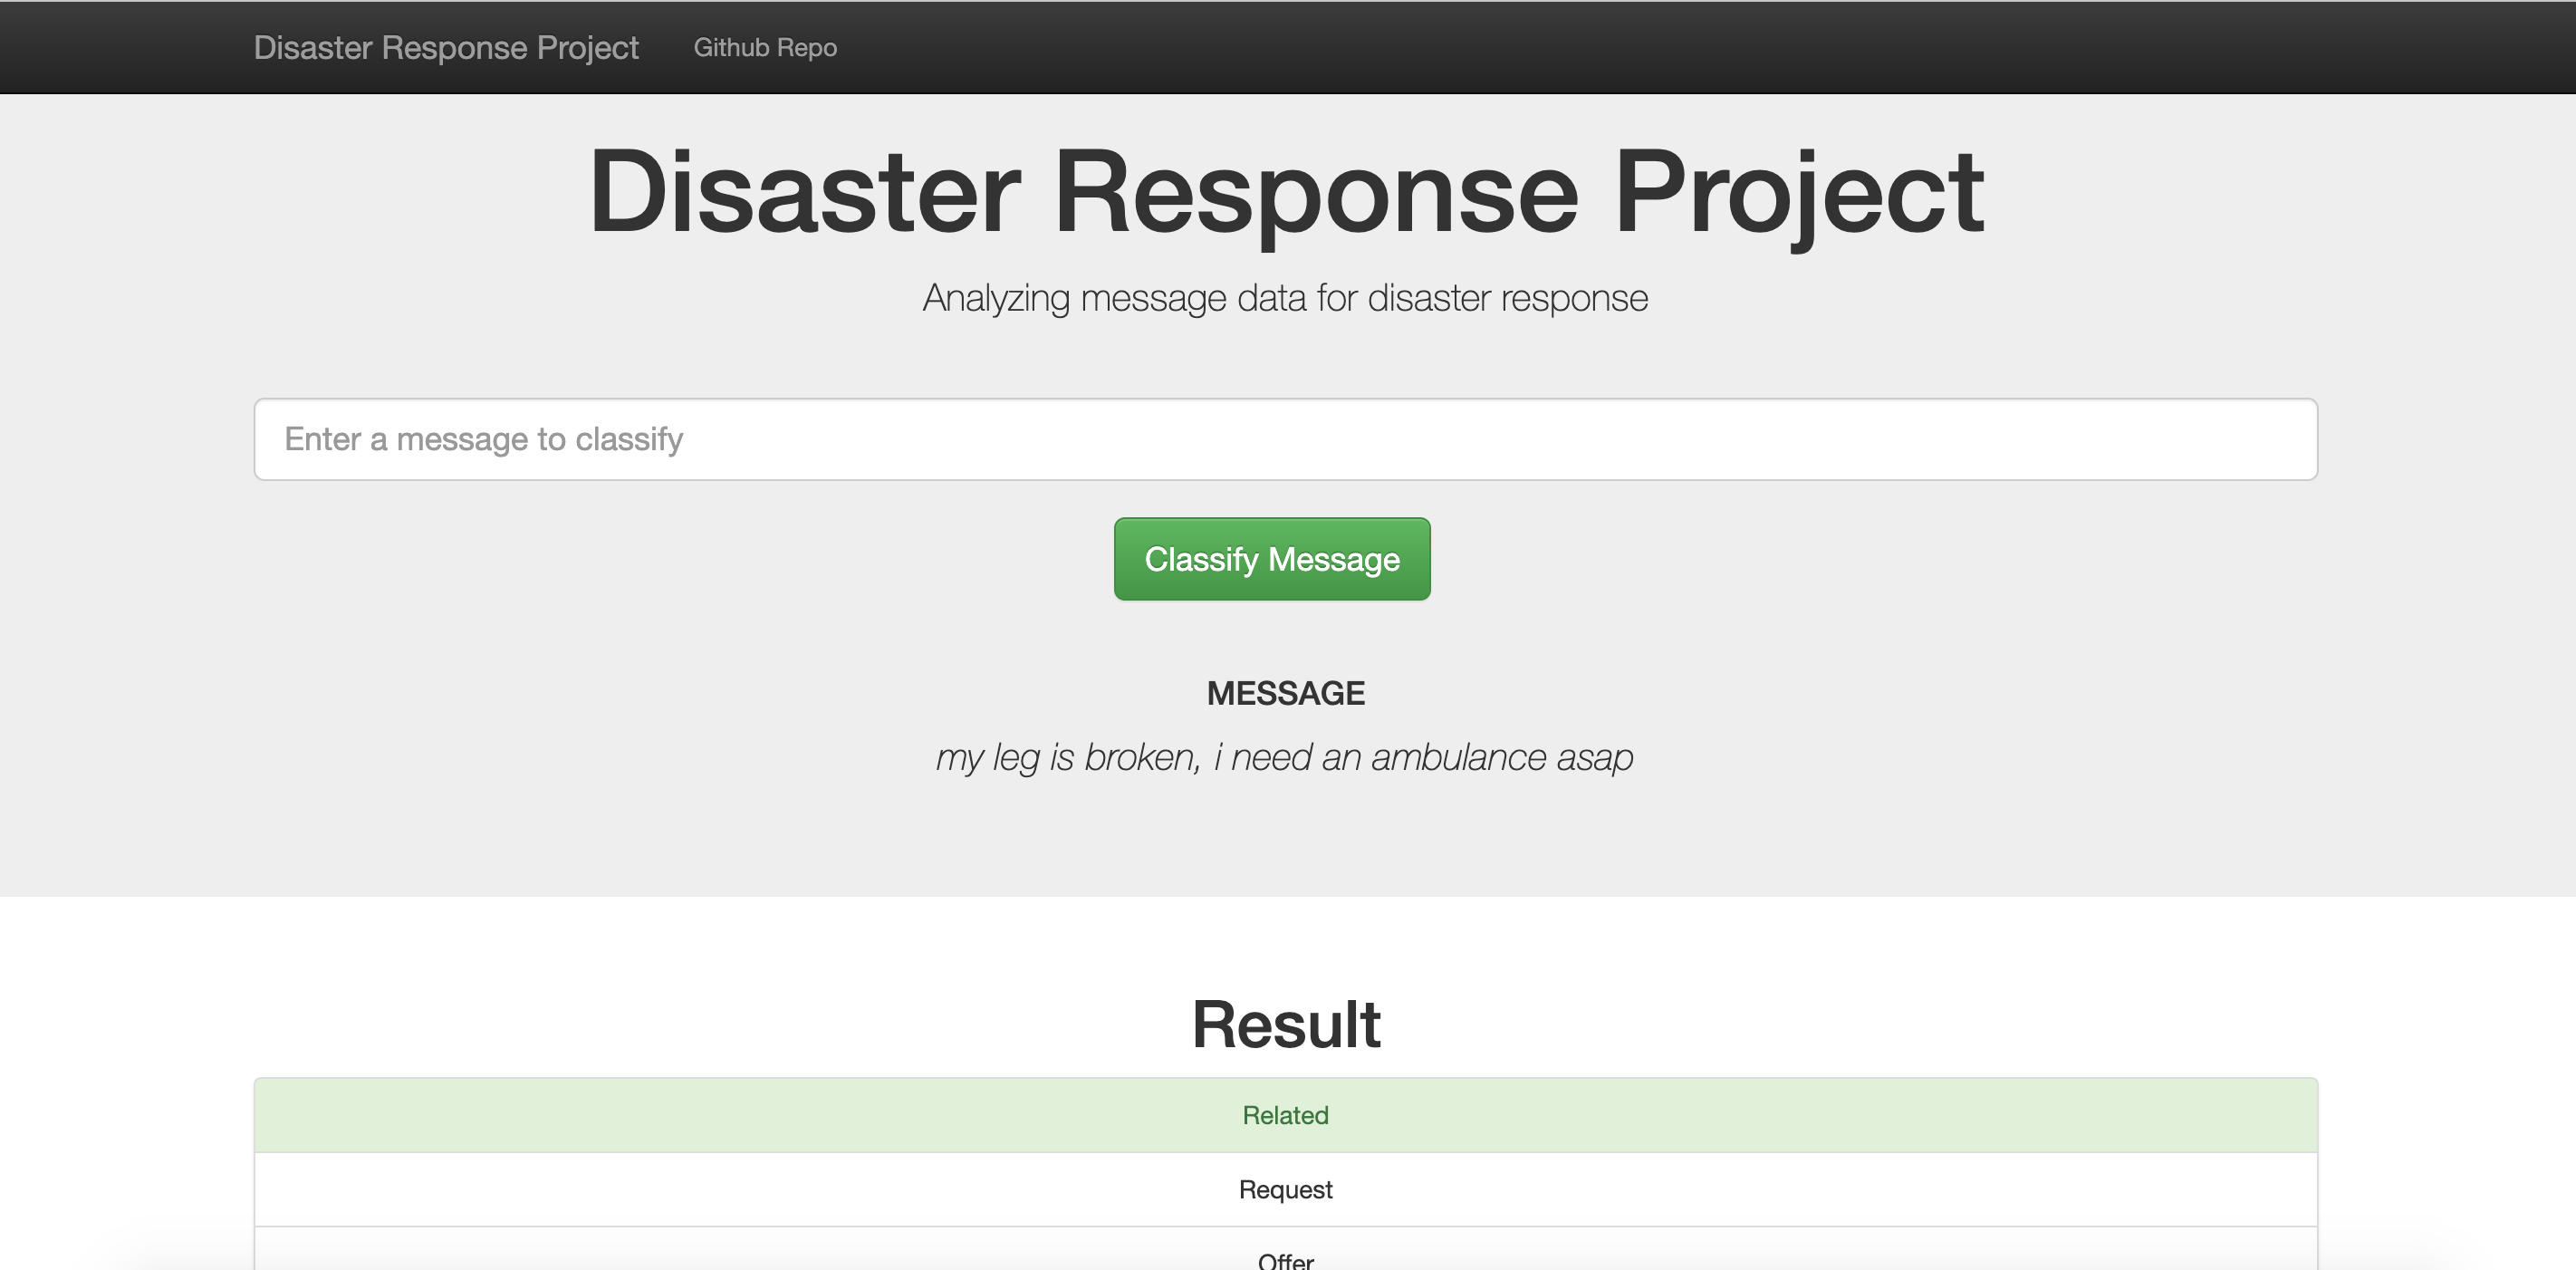 Disaster Response Project Github Repo
Disaster Response Project
Analyzing message data for disaster response
Enter a message to classify
Classify Message
MESSAGE
my leg is broken, i need an ambulance asap
Result
Related
Request
Offer